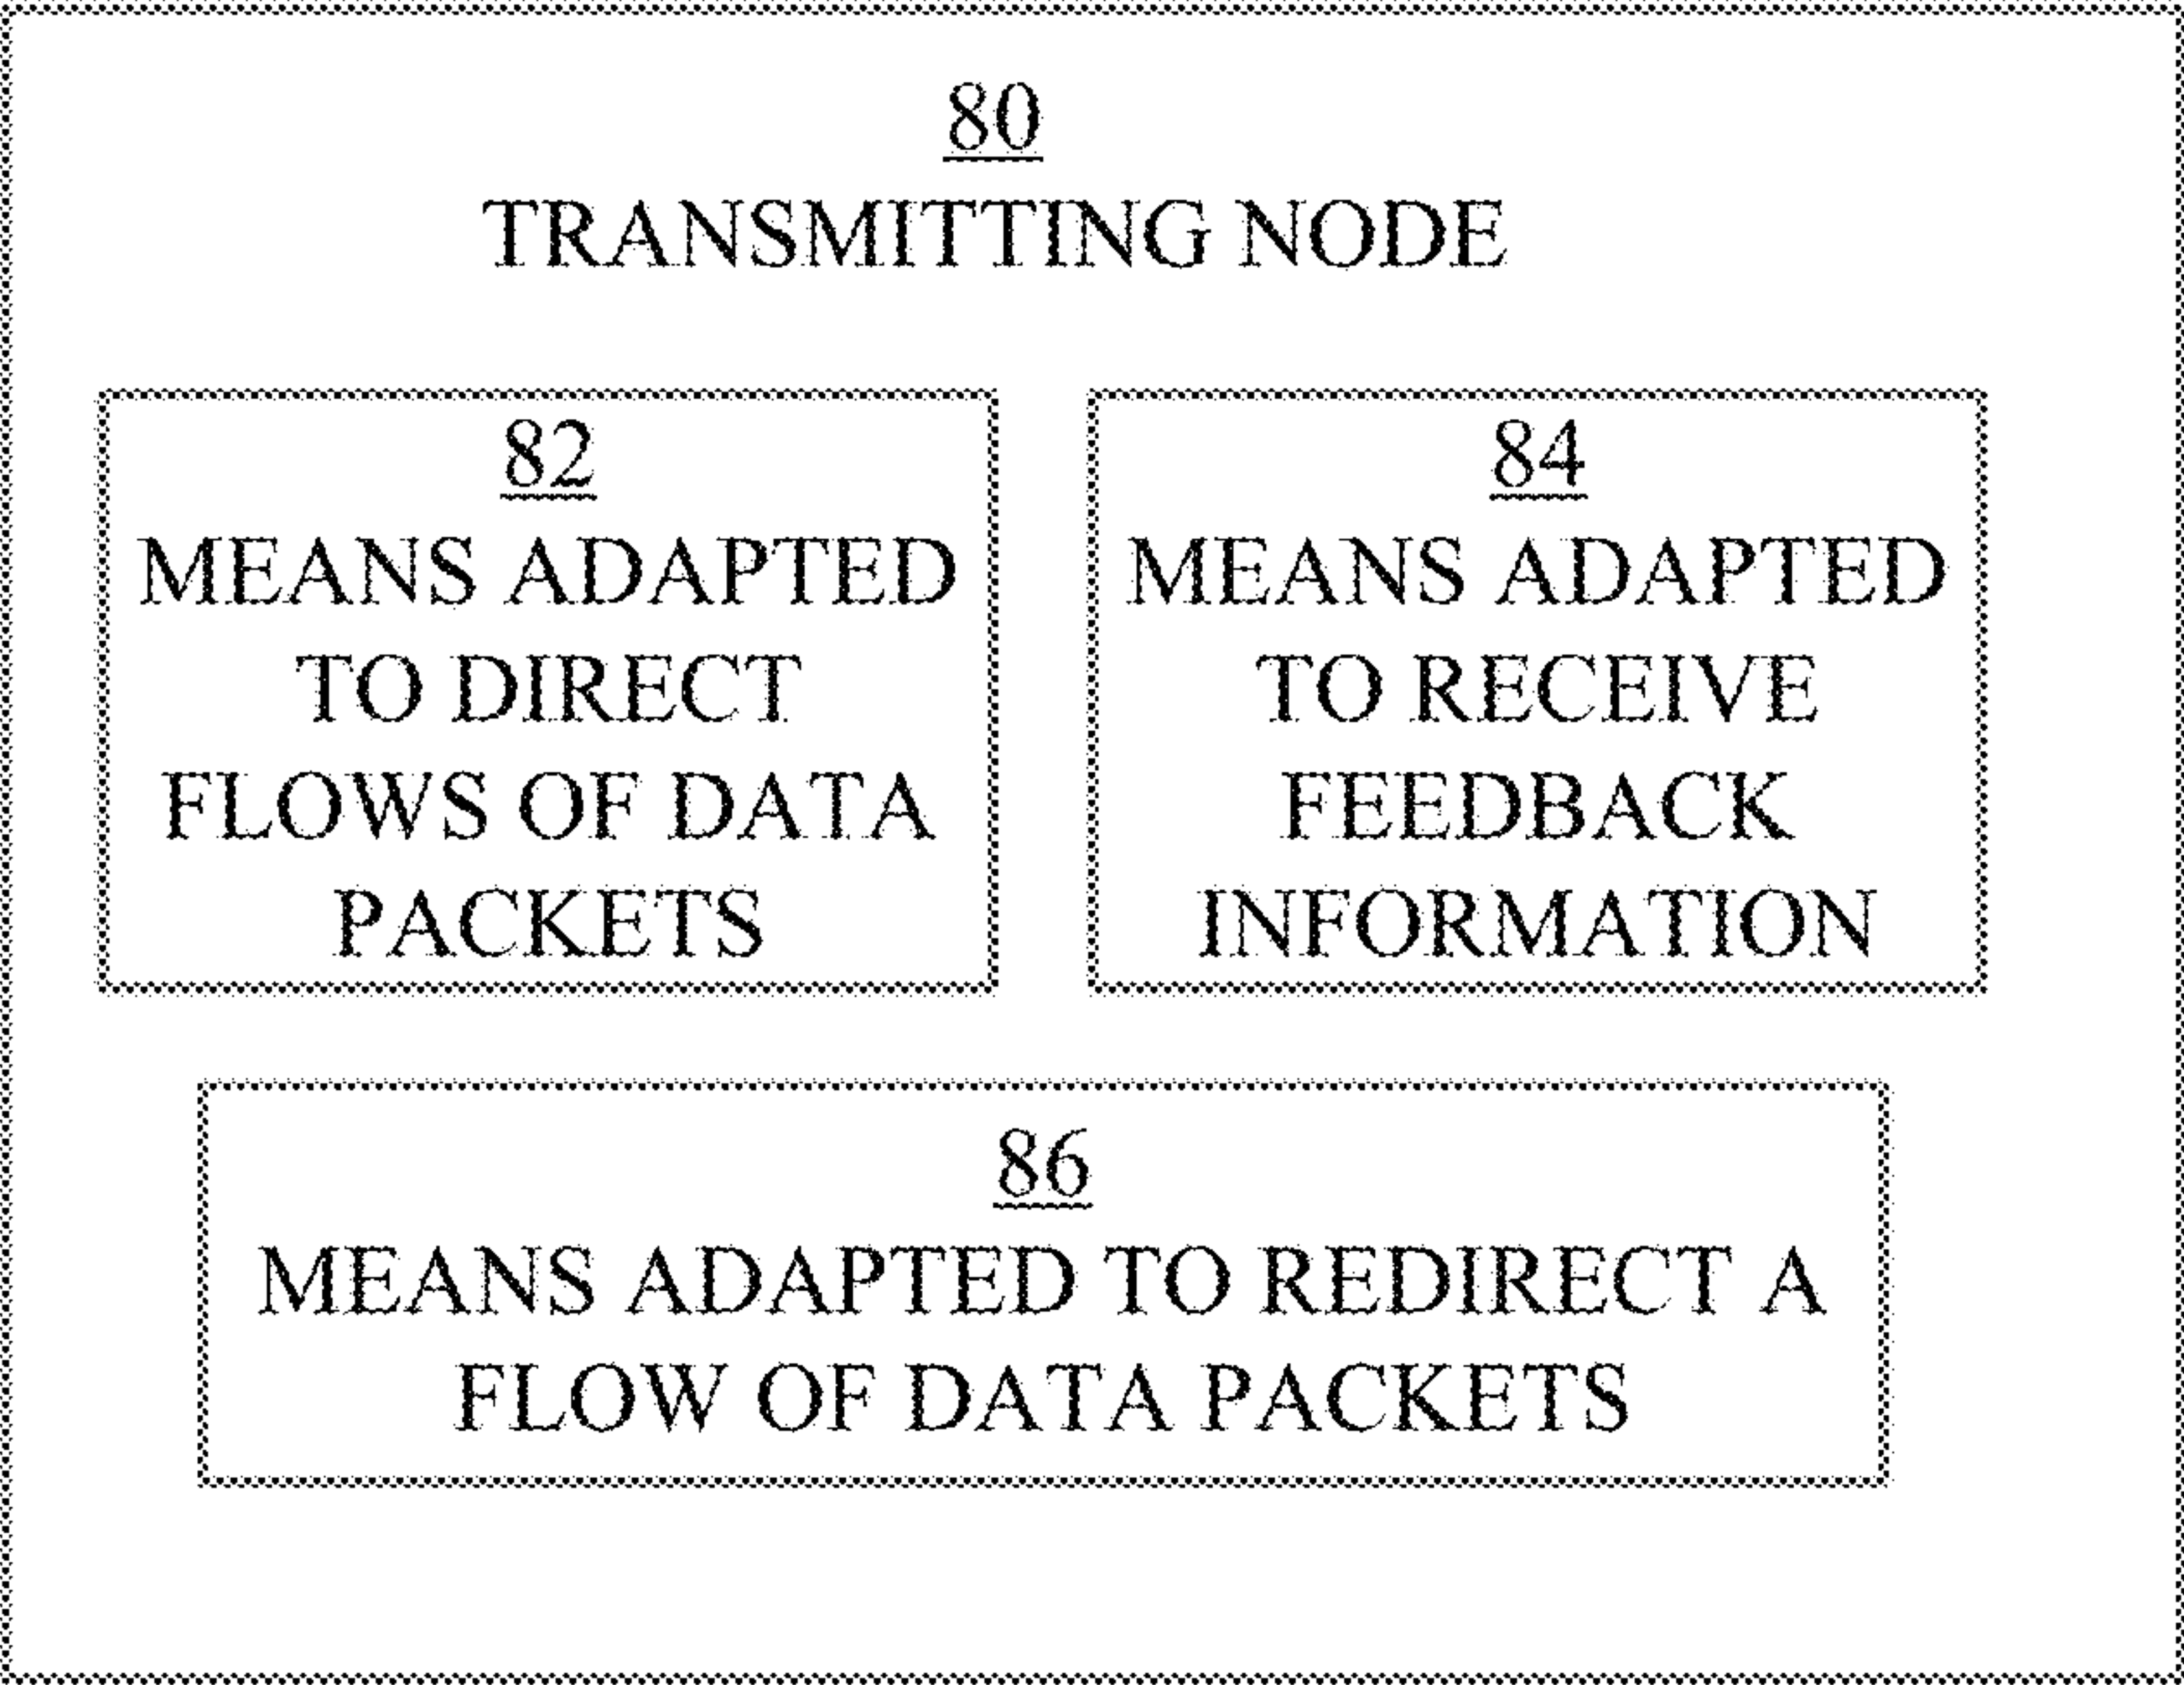 80
TRANSMITTING NODE
82
MEANS ADAPTED
TO DIRECT
FLOWS OF DATA
PACKETS
84
MEANS ADAPTED
TO RECEIVE
FEEDBACK
INFORMATION
86
MEANS ADAPTED TO REDIRECT A
FLOW OF DATA PACKETS